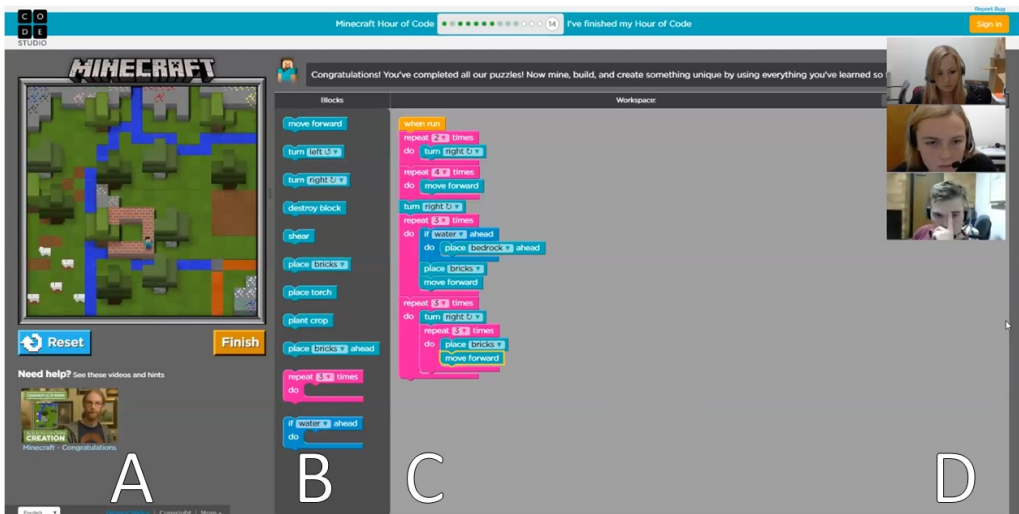 Report Bug
C O
D E
STUDIO
Minecraft Hour of Code
14
I've finished my Hour of Code
Sign in
MINECRAFT
Congratulations! You've completed all our puzzles! Now mine, build, and create something unique by using everything you've learned so
Blocks
Workspace:
move forward
turn left
turn right
destroy block
shear
place bricks
place torch
plant crop
place bricks ahead
repeat 3 times
do
if water ahead
do
when run
repeat 2 times
do turn right
repeat 4 times
do move forward
turn right
repeat 3 times
do if water ahead
do place bedrock ahead
place bricks
move forward
repeat 3 times
do turn right
repeat 3 times
do place bricks
move forward
Reset
Finish
Need help? See these videos and hints
CREATION
Minecraft - Congratulations
A
B
C
D
English
Copyright
More